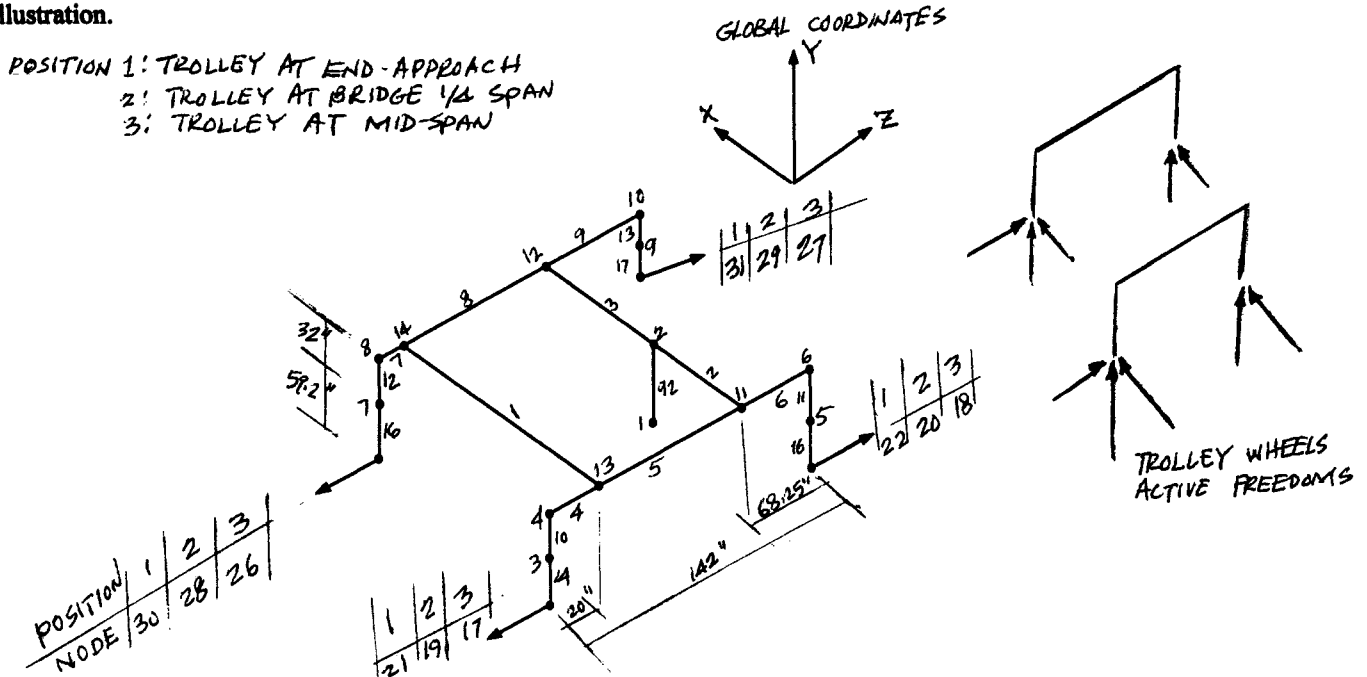 llustration.
GLOBAL COORDINATES
POSITION 1: TROLLEY AT END-APPROACH
2: TROLLEY AT BRIDGE 1/4 SPAN
3: TROLLEY AT MID-SPAN
Y
X
Z
10
9
13
9
12
17
1 2 3
31 29 27
8
3
32"
59.2"
14
8
7
12
7
16
2
2
92
1
1
6
11
6
11
5
16
1 2 3
22 20 18
5
13
4
4
10
3
14
68.25"
142"
20"
TROLLEY WHEELS
ACTIVE FREEDOMS
POSITION 1 2 3
NODE 30 28 26
1 2 3
21 19 17